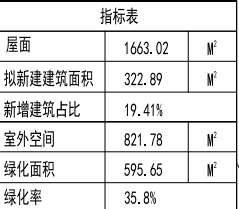 指标表
屋面 1663.02 M²
拟新建建筑面积 322.89 M²
新增建筑占比 19.41%
室外空间 821.78 M²
绿化面积 595.65 M²
绿化率 35.8%